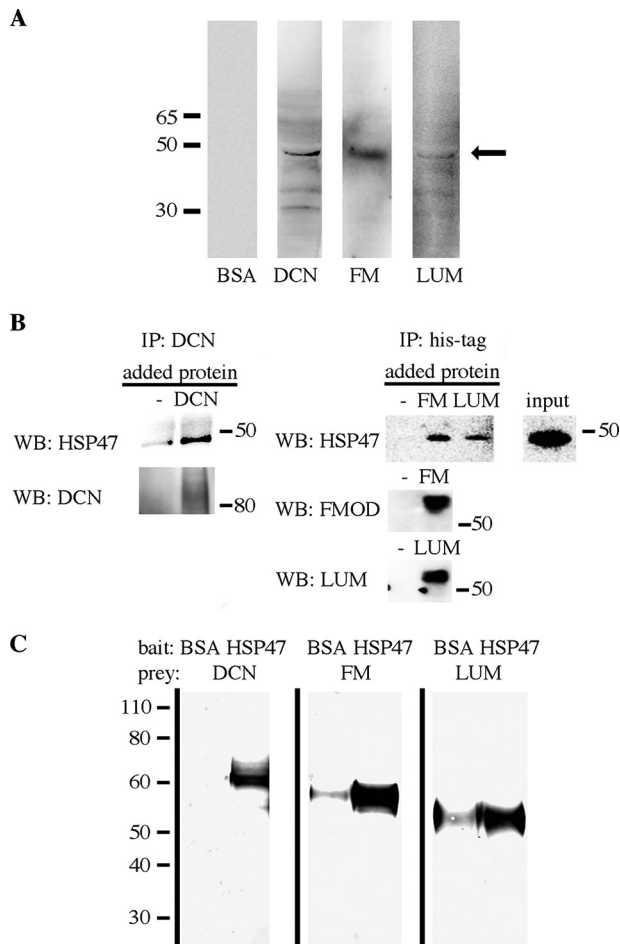 A
65
50
30
BSA DCN FM LUM
B
IP: DCN
added protein
- DCN
WB: HSP47
50
WB: DCN
80
IP: his-tag
added protein
- FM LUM input
WB: HSP47
50
- FM
WB: FMOD
50
- LUM
WB: LUM
50
C
bait: BSA HSP47 BSA HSP47 BSA HSP47
prey: DCN FM LUM
110
80
60
50
40
30